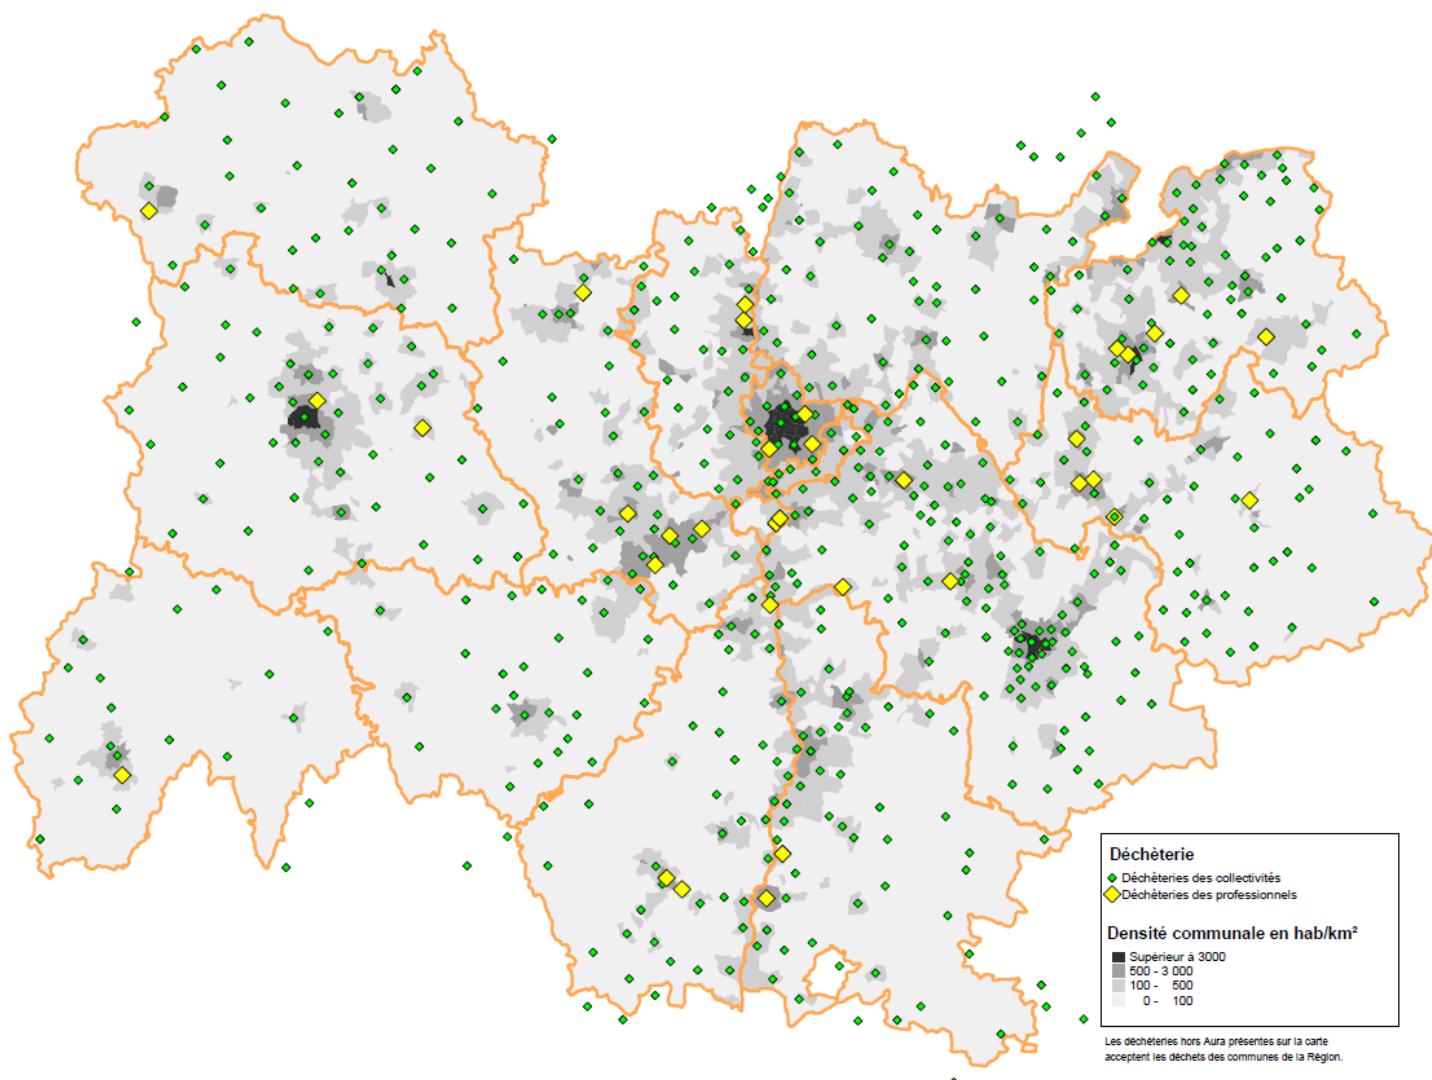 Déchèterie
Déchèteries des collectivités
Déchèteries des professionnels
Densité communale en hab/km²
Supérieur à 3000
500 - 3 000
100 - 500
0 - 100
Les déchèteries hors Aura présentes sur la carte
acceptent les déchets des communes de la Région.